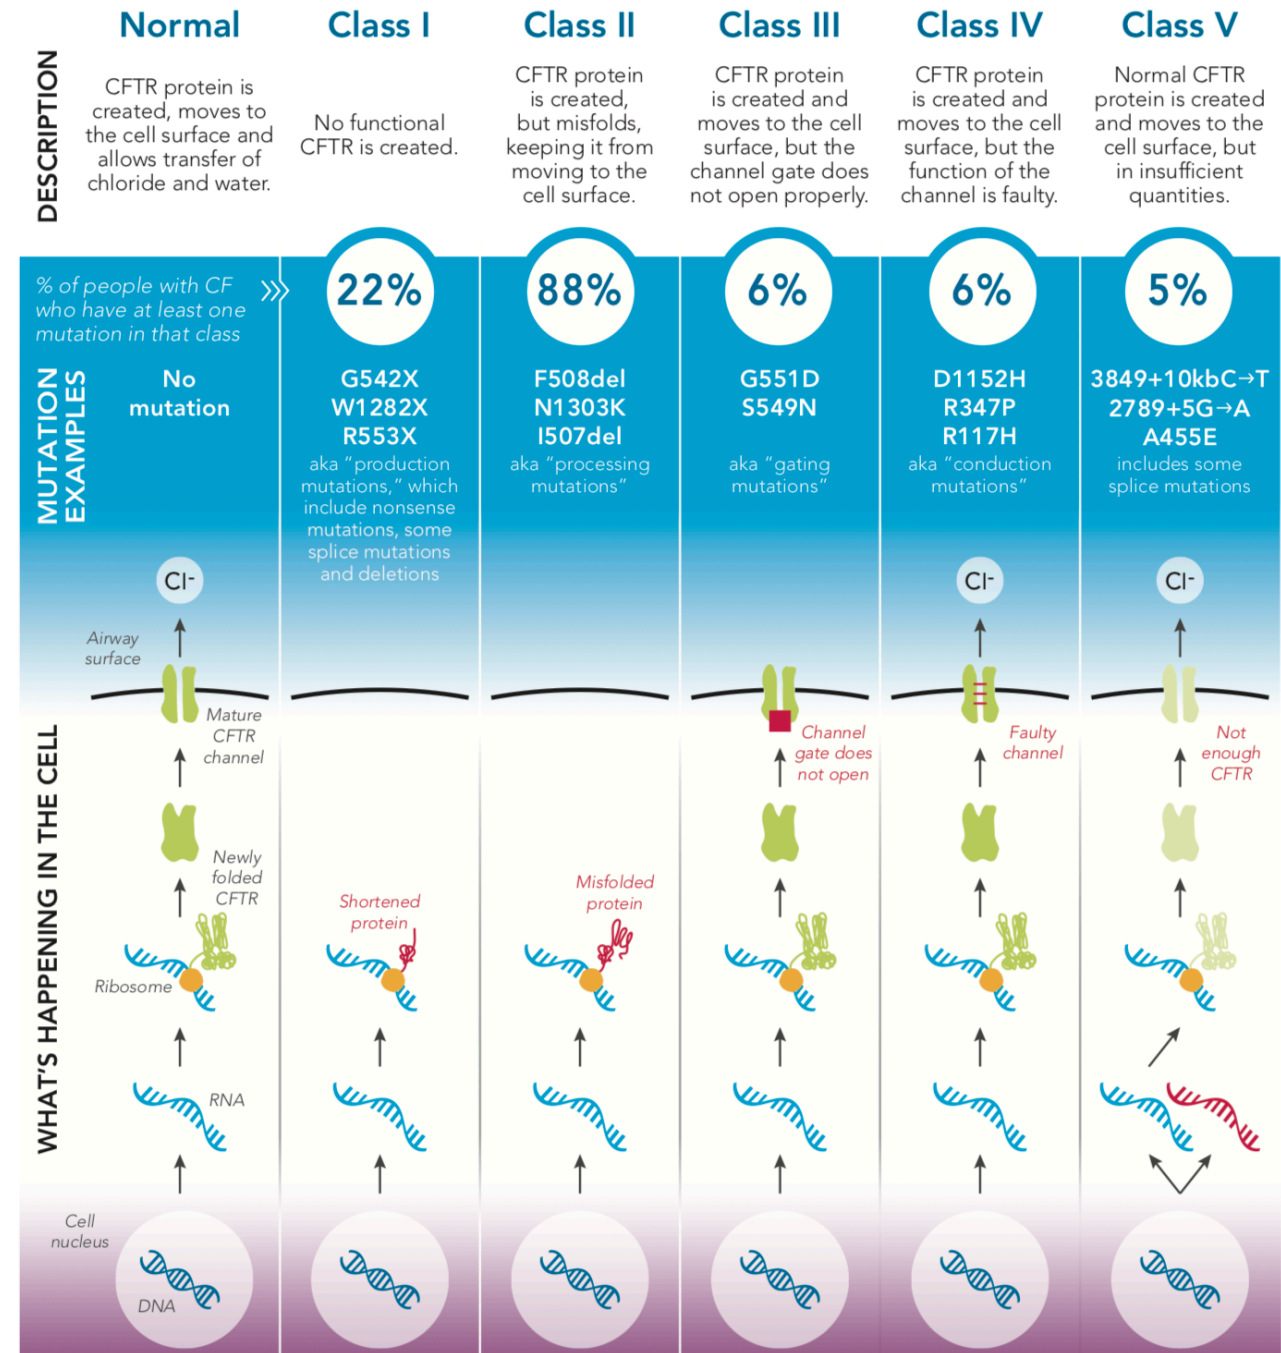 Normal
Class I
Class II
Class III
Class IV
Class V
DESCRIPTION
CFTR protein is
created, moves to
the cell surface and
allows transfer of
chloride and water.
No functional
CFTR is created.
CFTR protein
is created,
but misfolds,
keeping it from
moving to the
cell surface.
CFTR protein
is created and
moves to the cell
surface, but the
channel gate does
not open properly.
CFTR protein
is created and
moves to the cell
surface, but the
function of the
channel is faulty.
Normal CFTR
protein is created
and moves to the
cell surface, but
in insufficient
quantities.
% of people with CF
who have at least one
mutation in that class
22%
88%
6%
6%
5%
MUTATION
EXAMPLES
No
mutation
G542X
W1282X
R553X
aka "production
mutations," which
include nonsense
mutations, some
splice mutations
and deletions
F508del
N1303K
I507del
aka "processing
mutations"
G551D
S549N
aka "gating
mutations"
D1152H
R347P
R117H
aka "conduction
mutations"
3849+10kbC→T
2789+5G→A
A455E
includes some
splice mutations
WHAT'S HAPPENING IN THE CELL
Cl-
Cl-
Cl-
Airway
surface
Mature
CFTR
channel
Channel
gate does
not open
Faulty
channel
Not
enough
CFTR
Newly
folded
CFTR
Shortened
protein
Misfolded
protein
Ribosome
RNA
Cell
nucleus
DNA